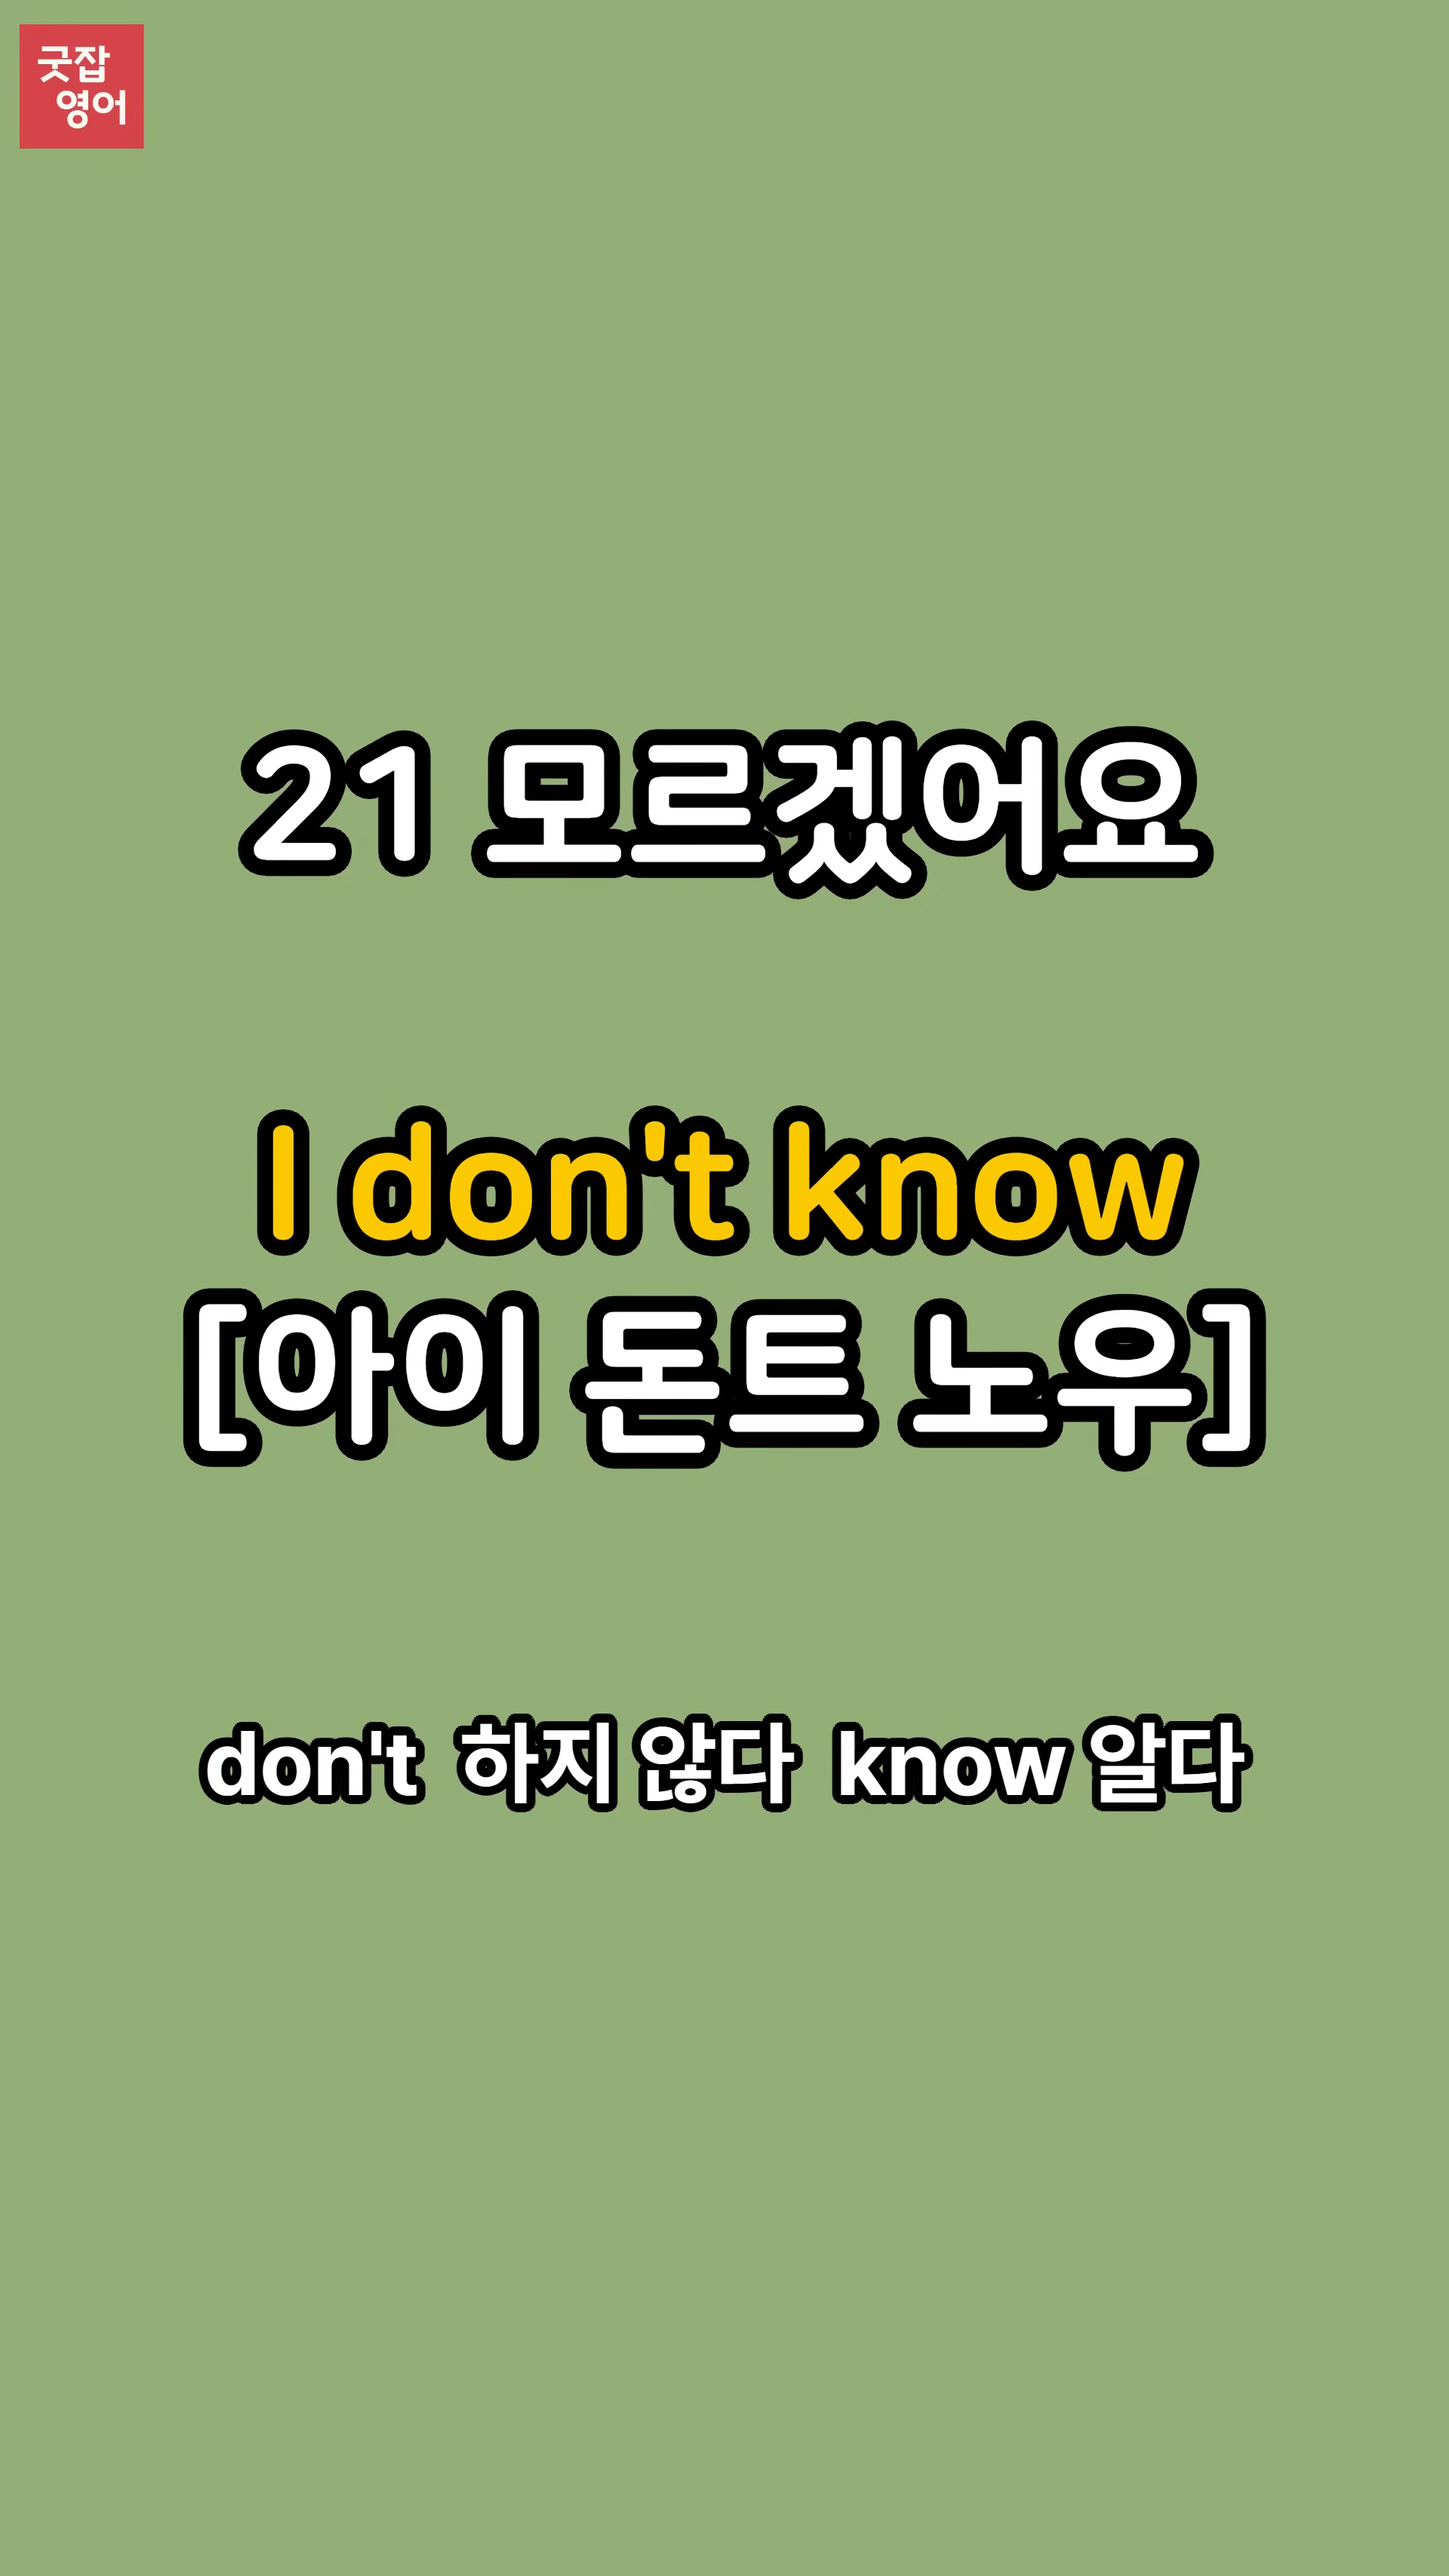 굿잡
영어
21 모르겠어요
I don't know
[아이 돈트 노우]
don't 하지 않다 know 알다